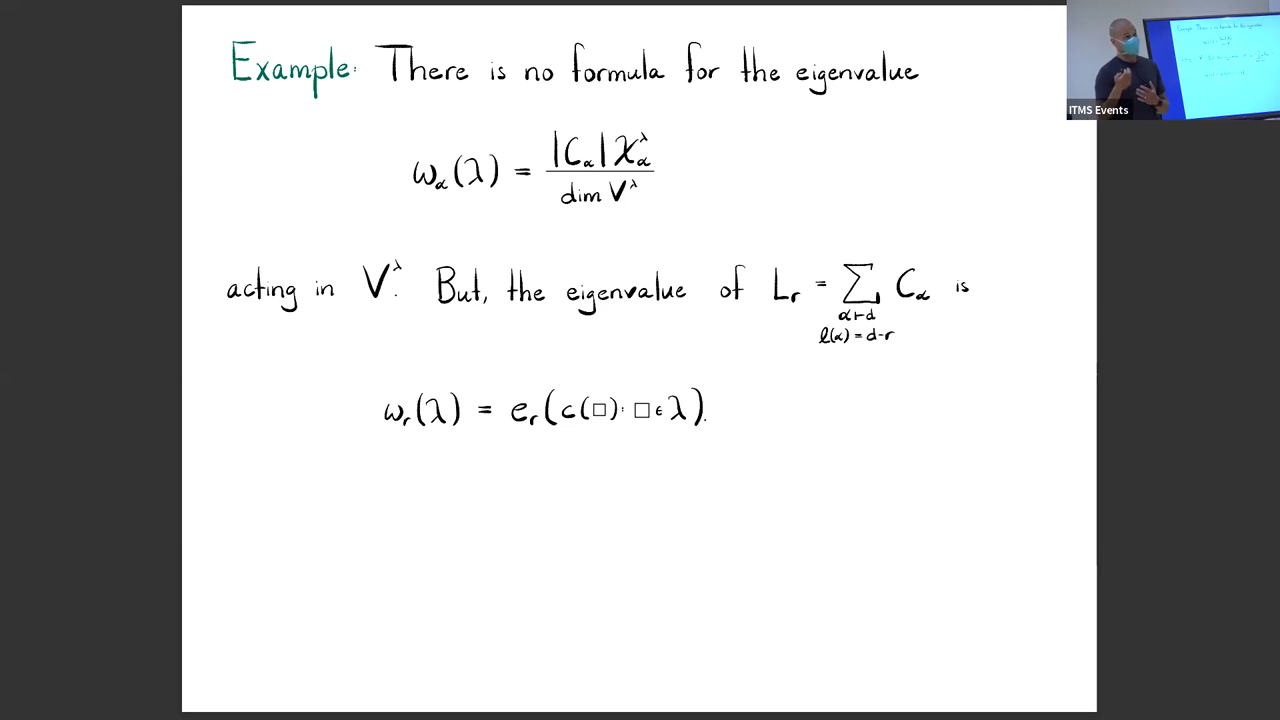 Example: There is no formula for the eigenvalue
ω_α(λ) = |C_α| χ^λ_α / dim V^λ
acting in V^λ. But, the eigenvalue of L_r = Σ_{α⊢d, ℓ(α)=d-r} C_α is
ω_r(λ) = e_r(c(□): □ ∈ λ).
ITMS Events